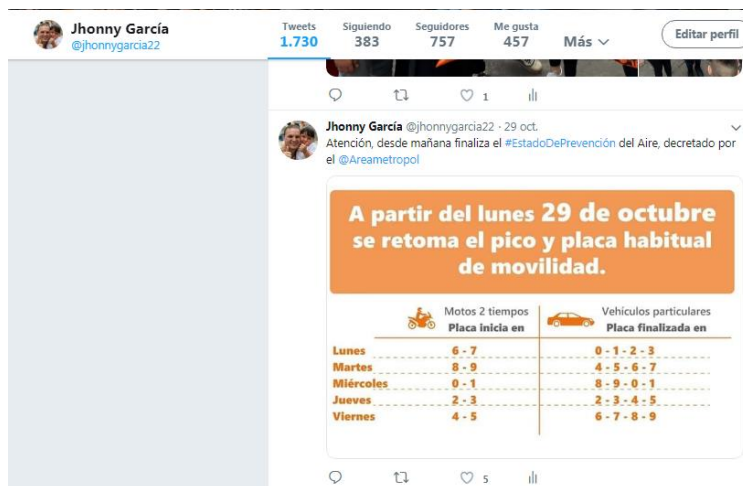 Jhonny García
@jhonnygarcia22
Tweets Siguiendo Seguidores Me gusta
1.730 383 757 457 Más
Editar perfil
1
Jhonny García @jhonnygarcia22 · 29 oct.
Atención, desde mañana finaliza el #EstadoDePrevención del Aire, decretado por
el @Areametropol
A partir del lunes 29 de octubre
se retoma el pico y placa habitual
de movilidad.
Motos 2 tiempos Vehículos particulares
Placa inicia en Placa finalizada en
Lunes 6 - 7 0 - 1 - 2 - 3
Martes 8 - 9 4 - 5 - 6 - 7
Miércoles 0 - 1 8 - 9 - 0 - 1
Jueves 2 - 3 2 - 3 - 4 - 5
Viernes 4 - 5 6 - 7 - 8 - 9
5